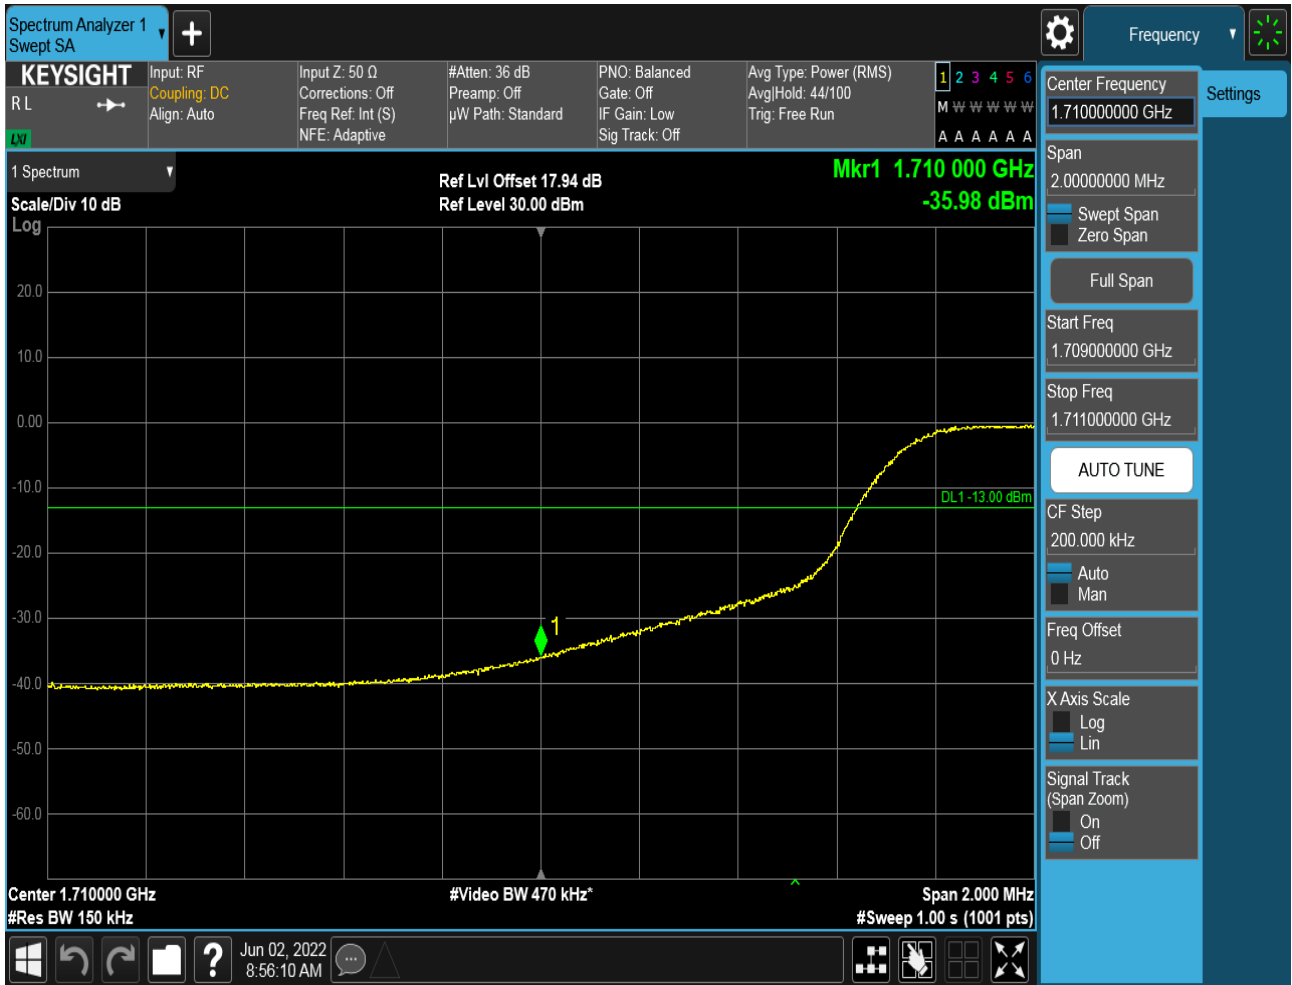 Spectrum Analyzer 1
Swept SA
Frequency
KEYSIGHT
R L
LXI
Input: RF
Coupling: DC
Align: Auto
Input Z: 50 Ω
Corrections: Off
Freq Ref: Int (S)
NFE: Adaptive
#Atten: 36 dB
Preamp: Off
µW Path: Standard
PNO: Balanced
Gate: Off
IF Gain: Low
Sig Track: Off
Avg Type: Power (RMS)
Avg|Hold: 44/100
Trig: Free Run
1 2 3 4 5 6
M W W W W W
A A A A A A
1 Spectrum
Scale/Div 10 dB
Log
Ref Lvl Offset 17.94 dB
Ref Level 30.00 dBm
Mkr1 1.710 000 GHz
-35.98 dBm
20.0
10.0
0.00
-10.0
-20.0
-30.0
-40.0
-50.0
-60.0
DL1 -13.00 dBm
1
Center 1.710000 GHz
#Res BW 150 kHz
#Video BW 470 kHz*
Span 2.000 MHz
#Sweep 1.00 s (1001 pts)
Jun 02, 2022
8:56:10 AM
Settings
Center Frequency
1.710000000 GHz
Span
2.00000000 MHz
Swept Span
Zero Span
Full Span
Start Freq
1.709000000 GHz
Stop Freq
1.711000000 GHz
AUTO TUNE
CF Step
200.000 kHz
Auto
Man
Freq Offset
0 Hz
X Axis Scale
Log
Lin
Signal Track
(Span Zoom)
On
Off